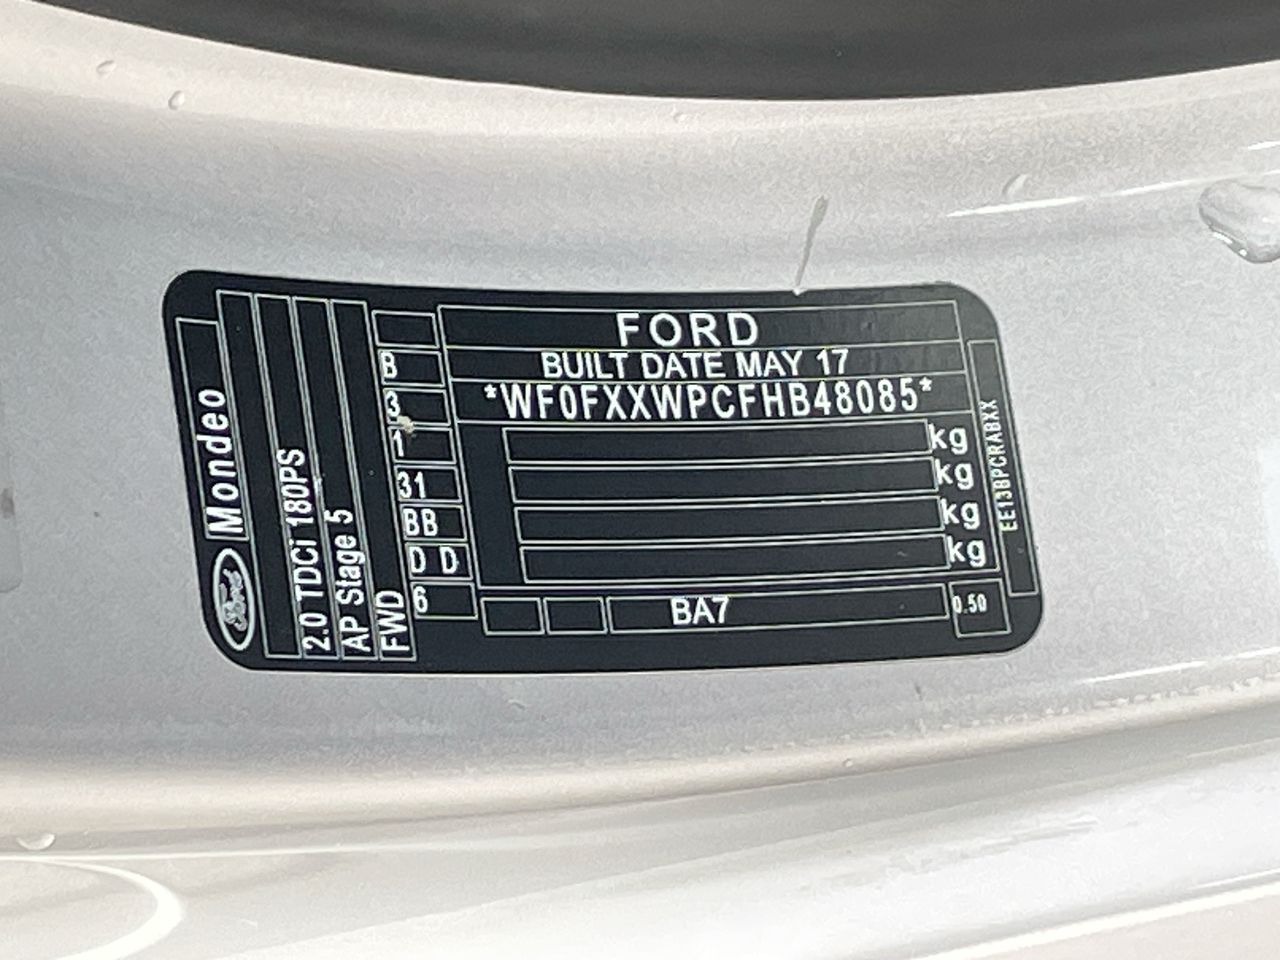 FORD
BUILT DATE MAY 17
*WF0FXXWPCFHB48085*
kg
kg
kg
kg
BA7
0.50
B
3
1
31
BB
D D
6
Ford
Mondeo
2.0 TDCi 180PS
AP Stage 5
FWD
EE13BPCRABXX